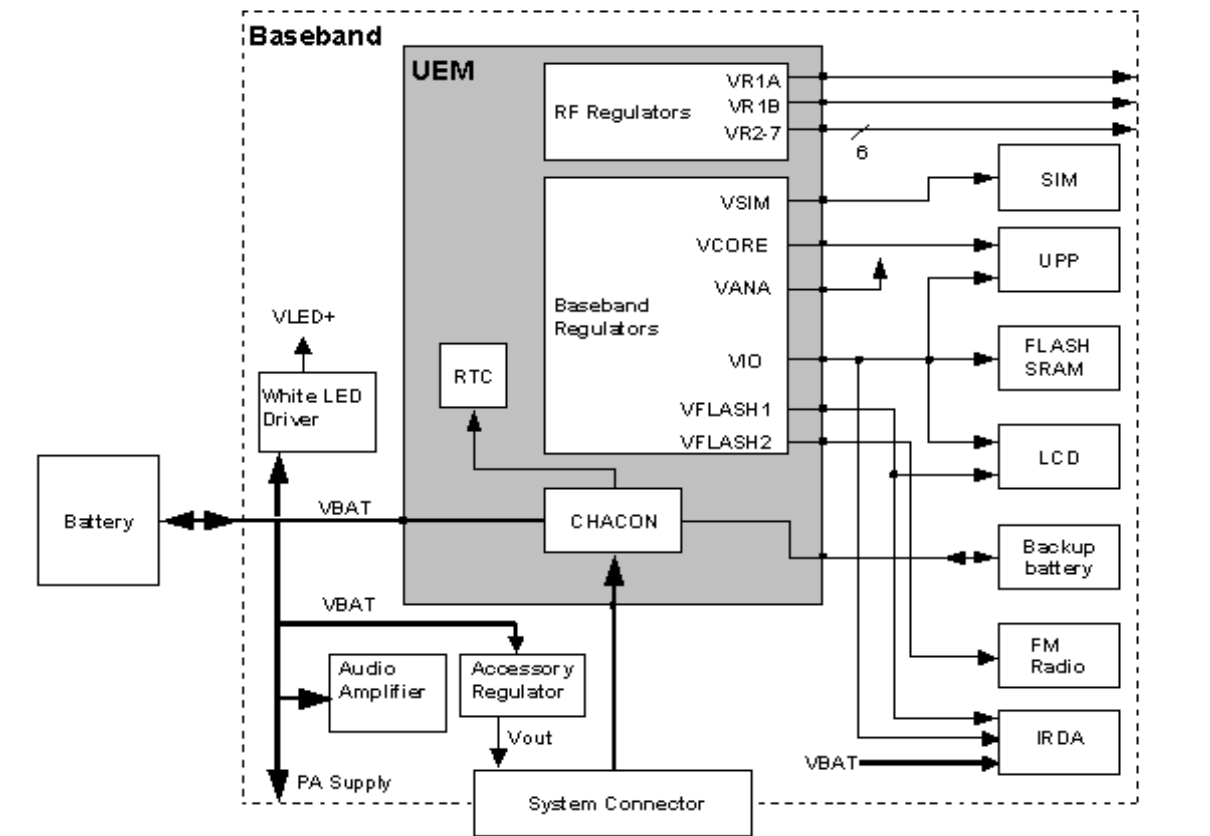 Baseband
UEM
RF Regulators
VR1A
VR1B
VR2-7
6
SIM
VSIM
VCORE
UPP
VANA
Baseband
Regulators
VLED+
FLASH
SRAM
VIO
RTC
White LED
Driver
VFLASH1
VFLASH2
LCD
Battery
VBAT
CHACON
Backup
battery
VBAT
FM
Radio
Audio
Amplifier
Accessory
Regulator
Vout
IRDA
VBAT
PA Supply
System Connector